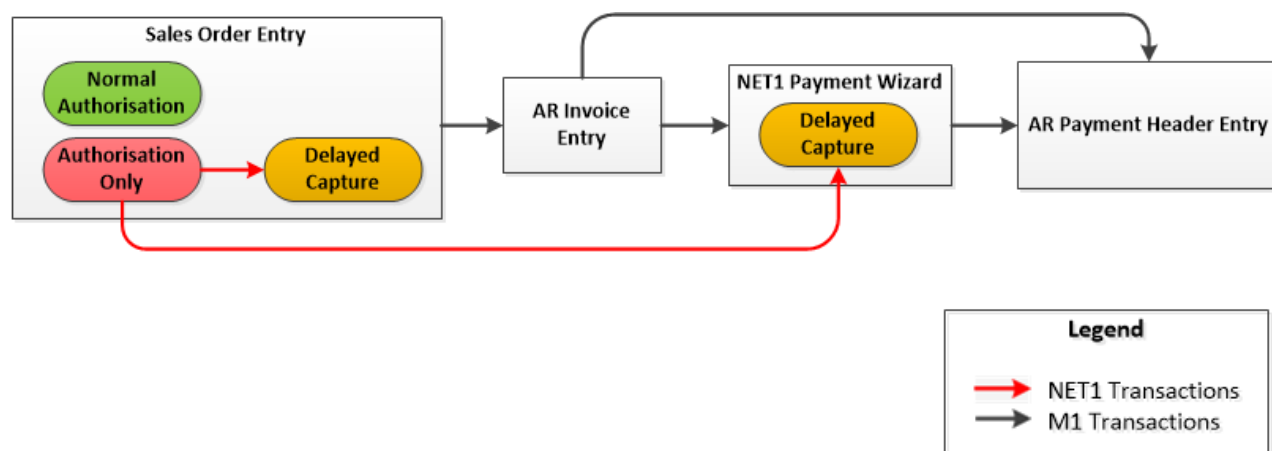 Sales Order Entry
Normal
Authorisation
Authorisation
Only
Delayed
Capture
AR Invoice
Entry
NET1 Payment Wizard
Delayed
Capture
AR Payment Header Entry
Legend
NET1 Transactions
M1 Transactions